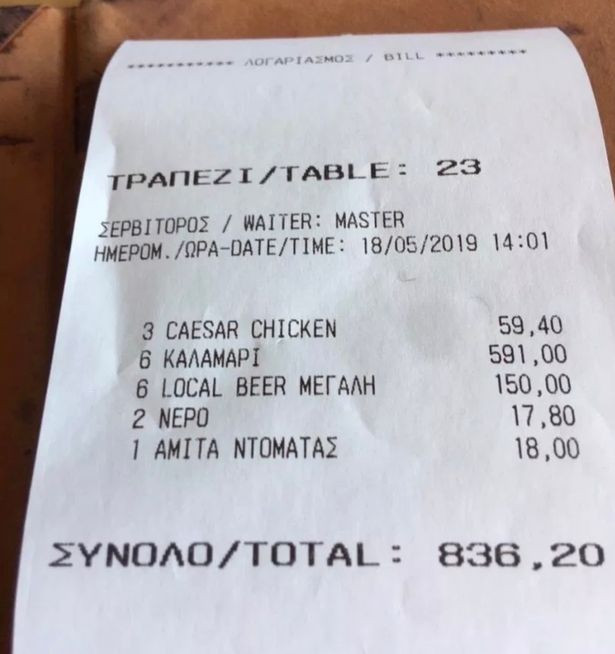 *********** ΛΟΓΑΡΙΑΣΜΟΣ / BILL *********
ΤΡΑΠΕΖΙ/TABLE: 23
ΣΕΡΒΙΤΟΡΟΣ / WAITER: MASTER
ΗΜΕΡΟΜ./ΩΡΑ-DATE/TIME: 18/05/2019 14:01
3 CAESAR CHICKEN 59,40
6 ΚΑΛΑΜΑΡΙ 591,00
6 LOCAL BEER ΜΕΓΑΛΗ 150,00
2 ΝΕΡΟ 17,80
1 ΑΜΙΤΑ ΝΤΟΜΑΤΑΣ 18,00
ΣΥΝΟΛΟ/TOTAL: 836,20